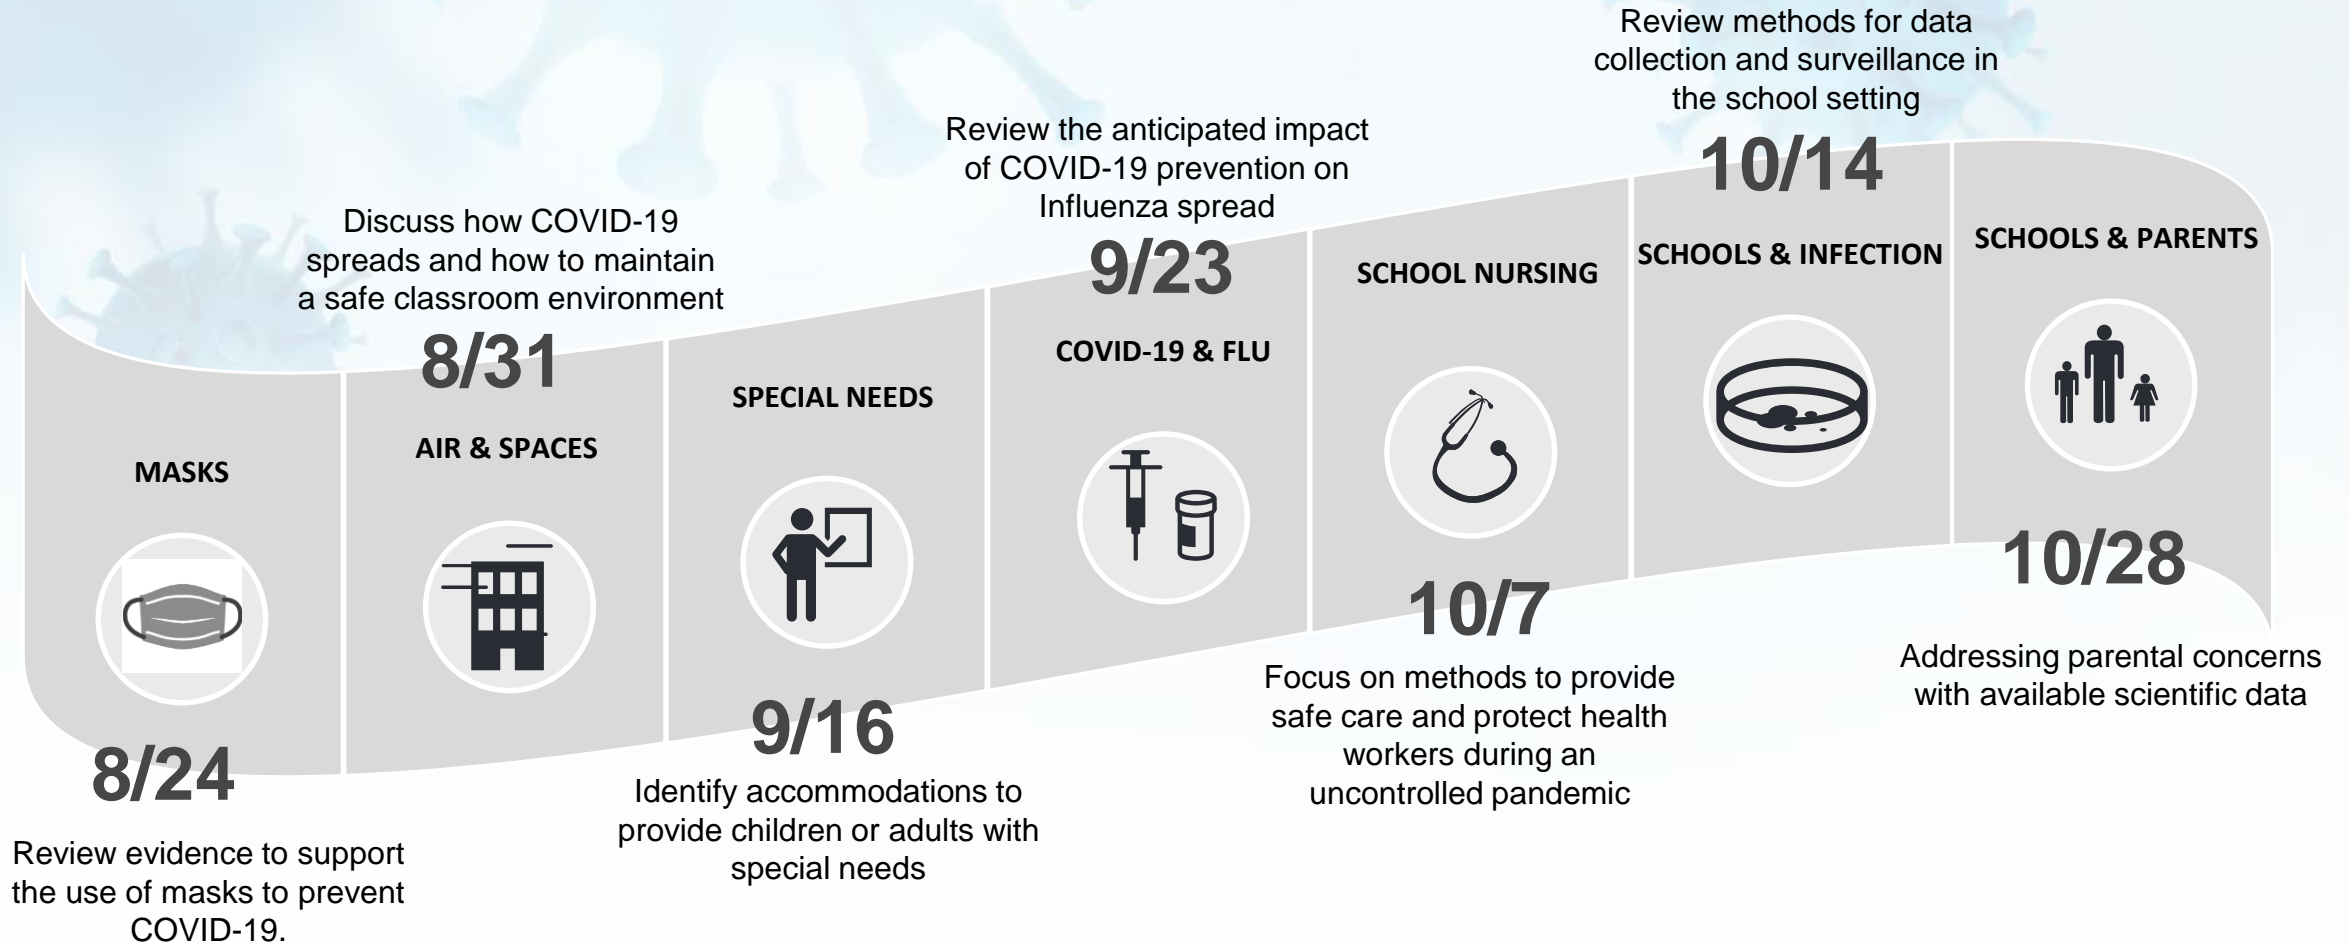 MASKS
8/24
Review evidence to support
the use of masks to prevent
COVID-19.
Discuss how COVID-19
spreads and how to maintain
a safe classroom environment
8/31
AIR & SPACES
SPECIAL NEEDS
9/16
Identify accommodations to
provide children or adults with
special needs
Review the anticipated impact
of COVID-19 prevention on
Influenza spread
9/23
COVID-19 & FLU
SCHOOL NURSING
10/7
Focus on methods to provide
safe care and protect health
workers during an
uncontrolled pandemic
Review methods for data
collection and surveillance in
the school setting
10/14
SCHOOLS & INFECTION
SCHOOLS & PARENTS
10/28
Addressing parental concerns
with available scientific data